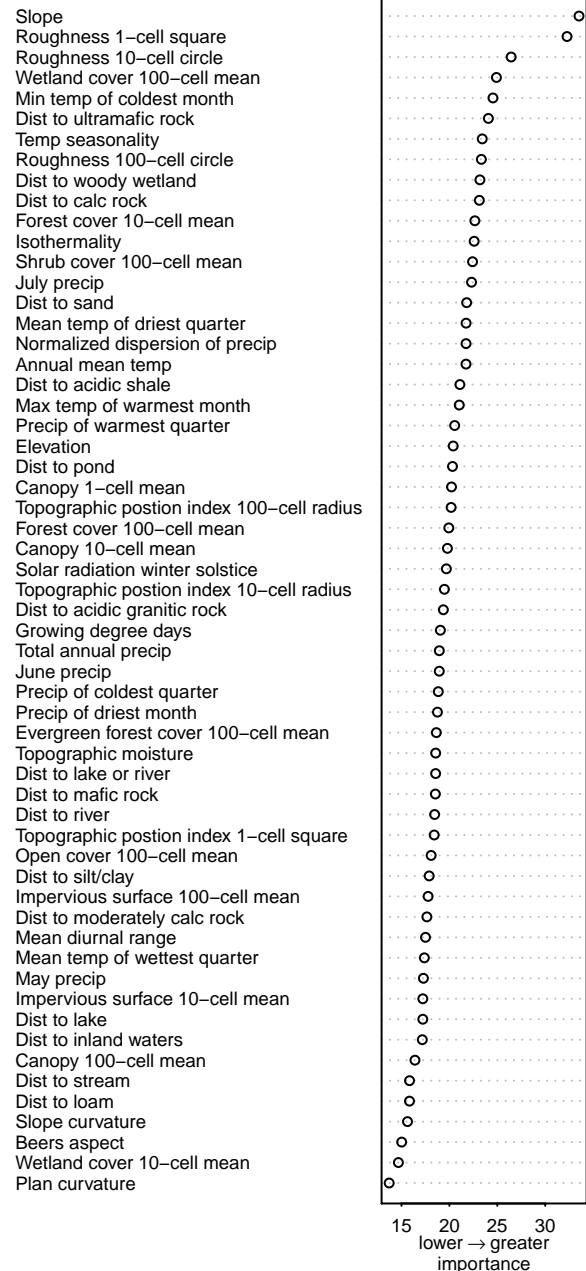 Slope
Roughness 1−cell square
Roughness 10−cell circle
Wetland cover 100−cell mean
Min temp of coldest month
Dist to ultramafic rock
Temp seasonality
Roughness 100−cell circle
Dist to woody wetland
Dist to calc rock
Forest cover 10−cell mean
Isothermality
Shrub cover 100−cell mean
July precip
Dist to sand
Mean temp of driest quarter
Normalized dispersion of precip
Annual mean temp
Dist to acidic shale
Max temp of warmest month
Precip of warmest quarter
Elevation
Dist to pond
Canopy 1−cell mean
Topographic postion index 100−cell radius
Forest cover 100−cell mean
Canopy 10−cell mean
Solar radiation winter solstice
Topographic postion index 10−cell radius
Dist to acidic granitic rock
Growing degree days
Total annual precip
June precip
Precip of coldest quarter
Precip of driest month
Evergreen forest cover 100−cell mean
Topographic moisture
Dist to lake or river
Dist to mafic rock
Dist to river
Topographic postion index 1−cell square
Open cover 100−cell mean
Dist to silt/clay
Impervious surface 100−cell mean
Dist to moderately calc rock
Mean diurnal range
Mean temp of wettest quarter
May precip
Impervious surface 10−cell mean
Dist to lake
Dist to inland waters
Canopy 100−cell mean
Dist to stream
Dist to loam
Slope curvature
Beers aspect
Wetland cover 10−cell mean
Plan curvature
15 20 25 30
lower → greater
importance